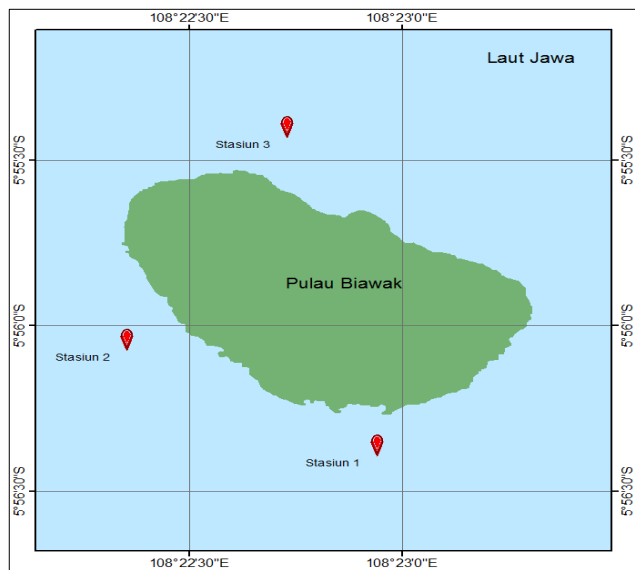 108°22'30"E 108°23'0"E
Laut Jawa
Stasiun 3
5°55'30"S 5°55'30"S
Pulau Biawak
5°56'0"S 5°56'0"S
Stasiun 2
Stasiun 1
5°56'30"S 5°56'30"S
108°22'30"E 108°23'0"E